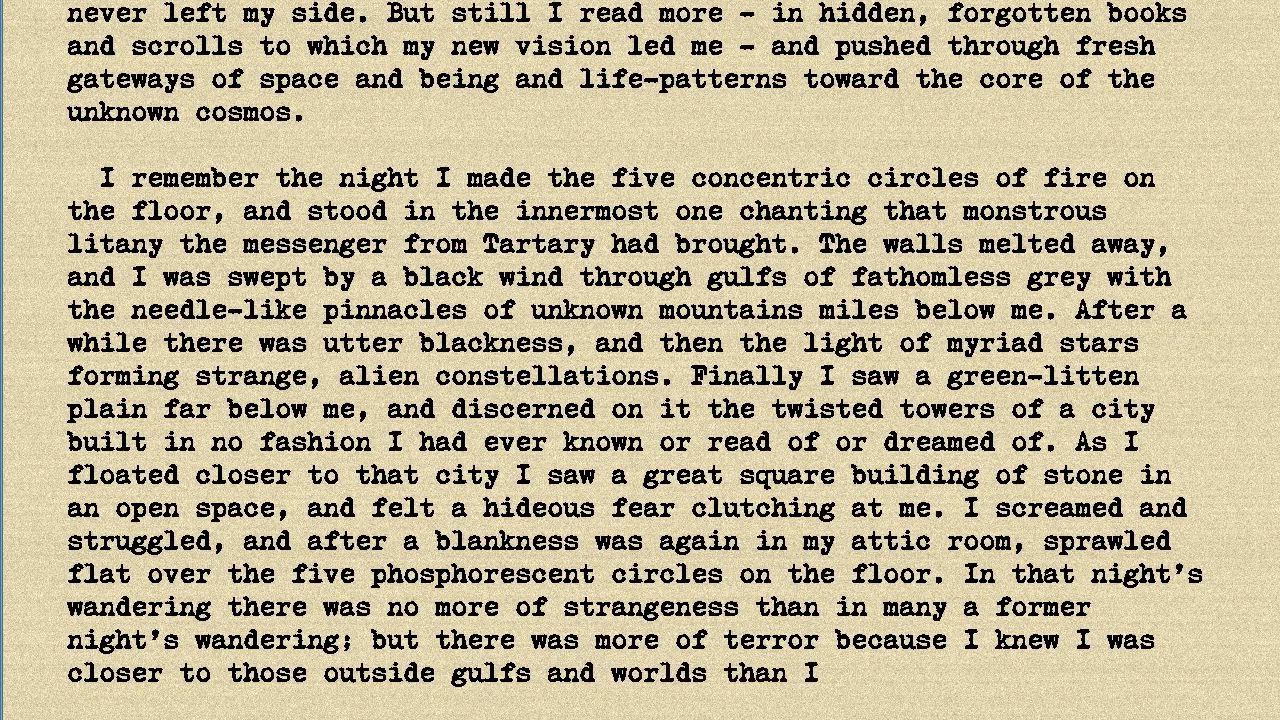 never left my side. But still I read more – in hidden, forgotten books
and scrolls to which my new vision led me – and pushed through fresh
gateways of space and being and life-patterns toward the core of the
unknown cosmos.
I remember the night I made the five concentric circles of fire on
the floor, and stood in the innermost one chanting that monstrous
litany the messenger from Tartary had brought. The walls melted away,
and I was swept by a black wind through gulfs of fathomless grey with
the needle-like pinnacles of unknown mountains miles below me. After a
while there was utter blackness, and then the light of myriad stars
forming strange, alien constellations. Finally I saw a green-litten
plain far below me, and discerned on it the twisted towers of a city
built in no fashion I had ever known or read of or dreamed of. As I
floated closer to that city I saw a great square building of stone in
an open space, and felt a hideous fear clutching at me. I screamed and
struggled, and after a blankness was again in my attic room, sprawled
flat over the five phosphorescent circles on the floor. In that night's
wandering there was no more of strangeness than in many a former
night's wandering; but there was more of terror because I knew I was
closer to those outside gulfs and worlds than I